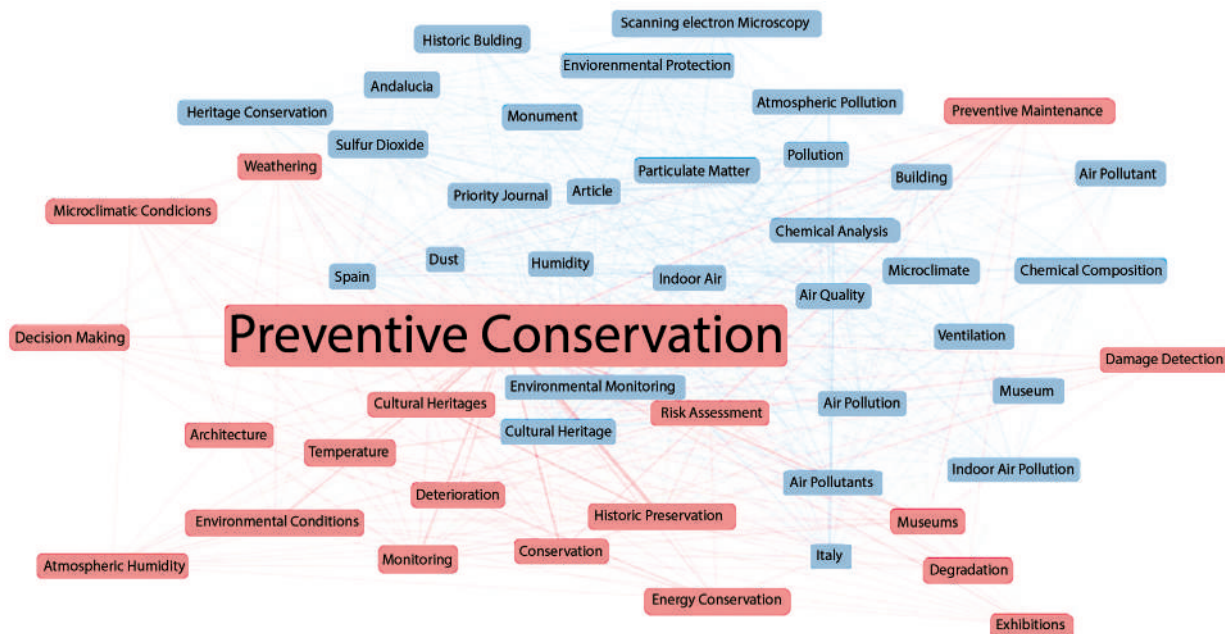 Scanning electron Microscopy
Historic Bulding
Enviorenmental Protection
Andalucia
Atmospheric Pollution
Heritage Conservation
Monument
Preventive Maintenance
Sulfur Dioxide
Pollution
Weathering
Particulate Matter
Building
Air Pollutant
Priority Journal
Article
Microclimatic Condicions
Chemical Analysis
Dust
Humidity
Spain
Indoor Air
Microclimate
Chemical Composition
Air Quality
Preventive Conservation
Decision Making
Ventilation
Damage Detection
Environmental Monitoring
Museum
Cultural Heritages
Air Pollution
Risk Assessment
Architecture
Cultural Heritage
Temperature
Indoor Air Pollution
Air Pollutants
Deterioration
Historic Preservation
Environmental Conditions
Museums
Conservation
Monitoring
Italy
Atmospheric Humidity
Degradation
Energy Conservation
Exhibitions